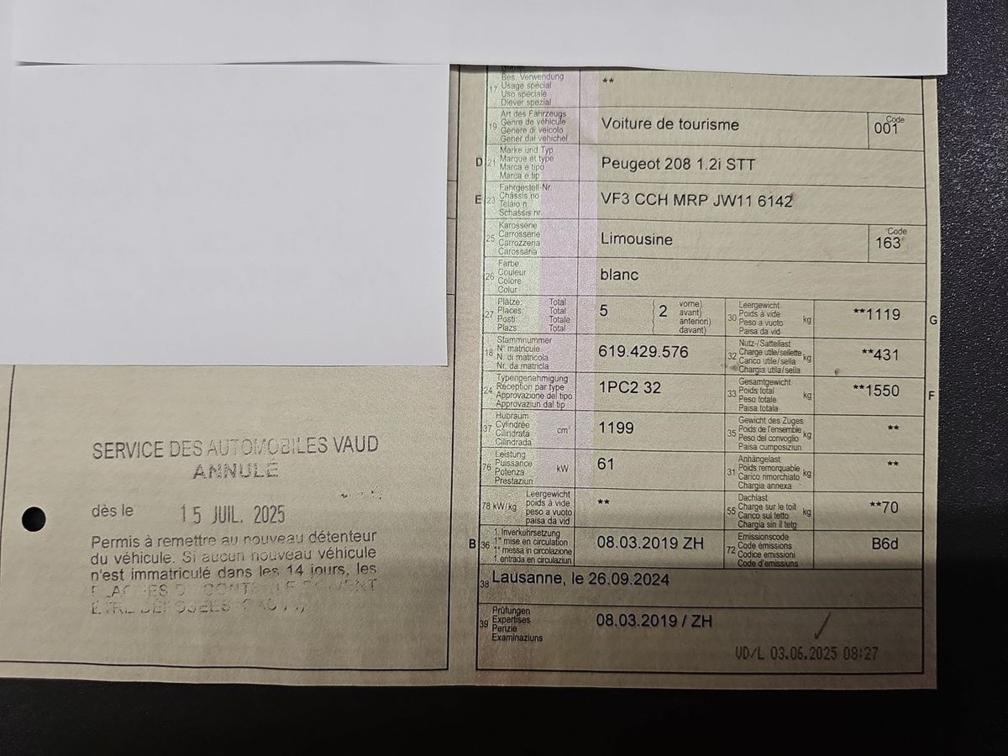 17 Bes. Verwendung
Usage spécial
Uso speciale
Diever spezial
**
19 Art des Fahrzeugs
Genre de véhicule
Genere di veicolo
Gener dal vehichel
Voiture de tourisme
Code
001
D 21 Marke und Typ
Marque et type
Marca e tipo
Marca e tip
Peugeot 208 1.2i STT
E 23 Fahrgestell-Nr.
Châssis no
Telaio n.
Schassis nr.
VF3 CCH MRP JW11 6142
25 Karosserie
Carrosserie
Carrozzeria
Carossaria
Limousine
Code
163
26 Farbe
Couleur
Colore
Colur
blanc
27 Plätze: Total
Places: Total
Posti: Totale
Plazs: Total
5 ( 2 vorne)
avant)
anteriori)
davant)
30 Leergewicht
Poids à vide
Peso a vuoto
Paisa da vid
kg
**1119 G
18 Stammnummer
N° matricule
N. di matricola
Nr. da matricla
619.429.576
32 Nutz-/Sattellast
Charge utile/sellette
Carico utile/sella
Chargia utila/sella
kg
**431
24 Typengenehmigung
Réception par type
Approvazione del tipo
Approvaziun dal tip
1PC2 32
33 Gesamtgewicht
Poids total
Peso totale
Paisa totala
kg
**1550 F
37 Hubraum
Cylindrée
Cilindrata
Cilindrada
cm³
1199
35 Gewicht des Zuges
Poids de l'ensemble
Peso del convoglio
Paisa cumposiziun
kg
**
76 Leistung
Puissance
Potenza
Prestaziun
kW
61
31 Anhängelast
Poids remorquable
Carico rimorchiato
Chargia annexa
kg
**
78 kW/kg Leergewicht
poids à vide
peso a vuoto
paisa da vid
**
55 Dachlast
Charge sur le toit
Carico sul tetto
Chargia sin il tetg
kg
**70
B 36 1. Inverkehrsetzung
1re mise en circulation
1a messa in circolazione
1. entrada en circulaziun
08.03.2019 ZH
72 Emissionscode
Code émissions
Codice emissioni
Code d'emissiuns
B6d
38 Lausanne, le 26.09.2024
39 Prüfungen
Expertises
Perizie
Examinaziuns
08.03.2019 / ZH
VD/L 03.06.2025 08:27
SERVICE DES AUTOMOBILES VAUD
ANNULÉ
dès le 15 JUIL. 2025
Permis à remettre au nouveau détenteur
du véhicule. Si aucun nouveau véhicule
n'est immatriculé dans les 14 jours, les